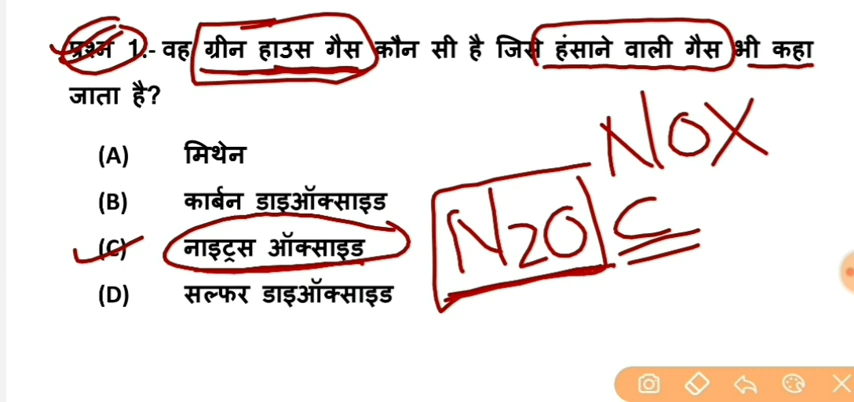 प्रश्न 1.- वह ग्रीन हाउस गैस कौन सी है जिसे हंसाने वाली गैस भी कहा
जाता है?
NOX
(A) मिथेन
(B) कार्बन डाइऑक्साइड
(C) नाइट्रस ऑक्साइड N2O C
(D) सल्फर डाइऑक्साइड